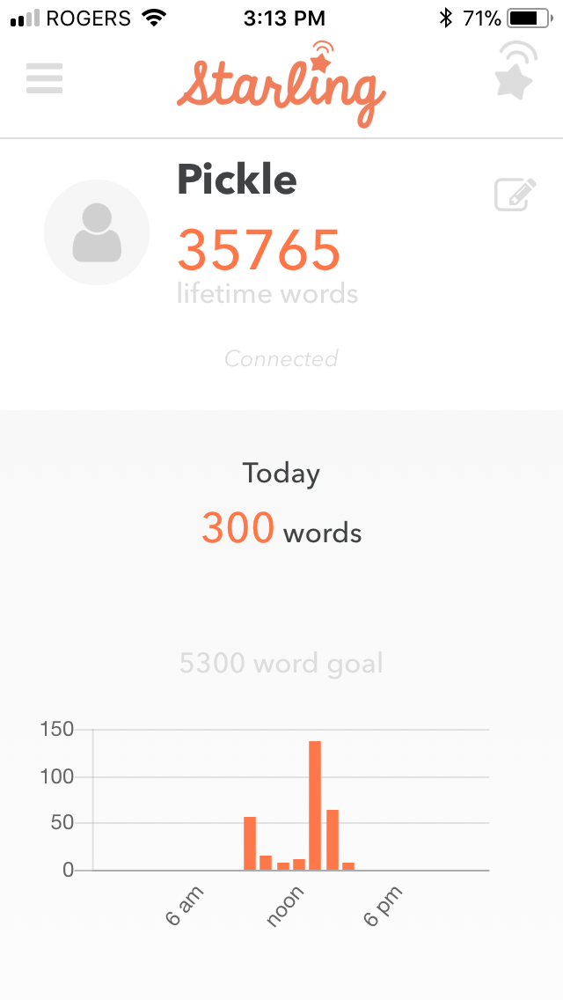 ROGERS 3:13 PM 71%
Starling
Pickle
35765
lifetime words
Connected
Today
300 words
5300 word goal
150
100
50
0
6 am noon 6 pm